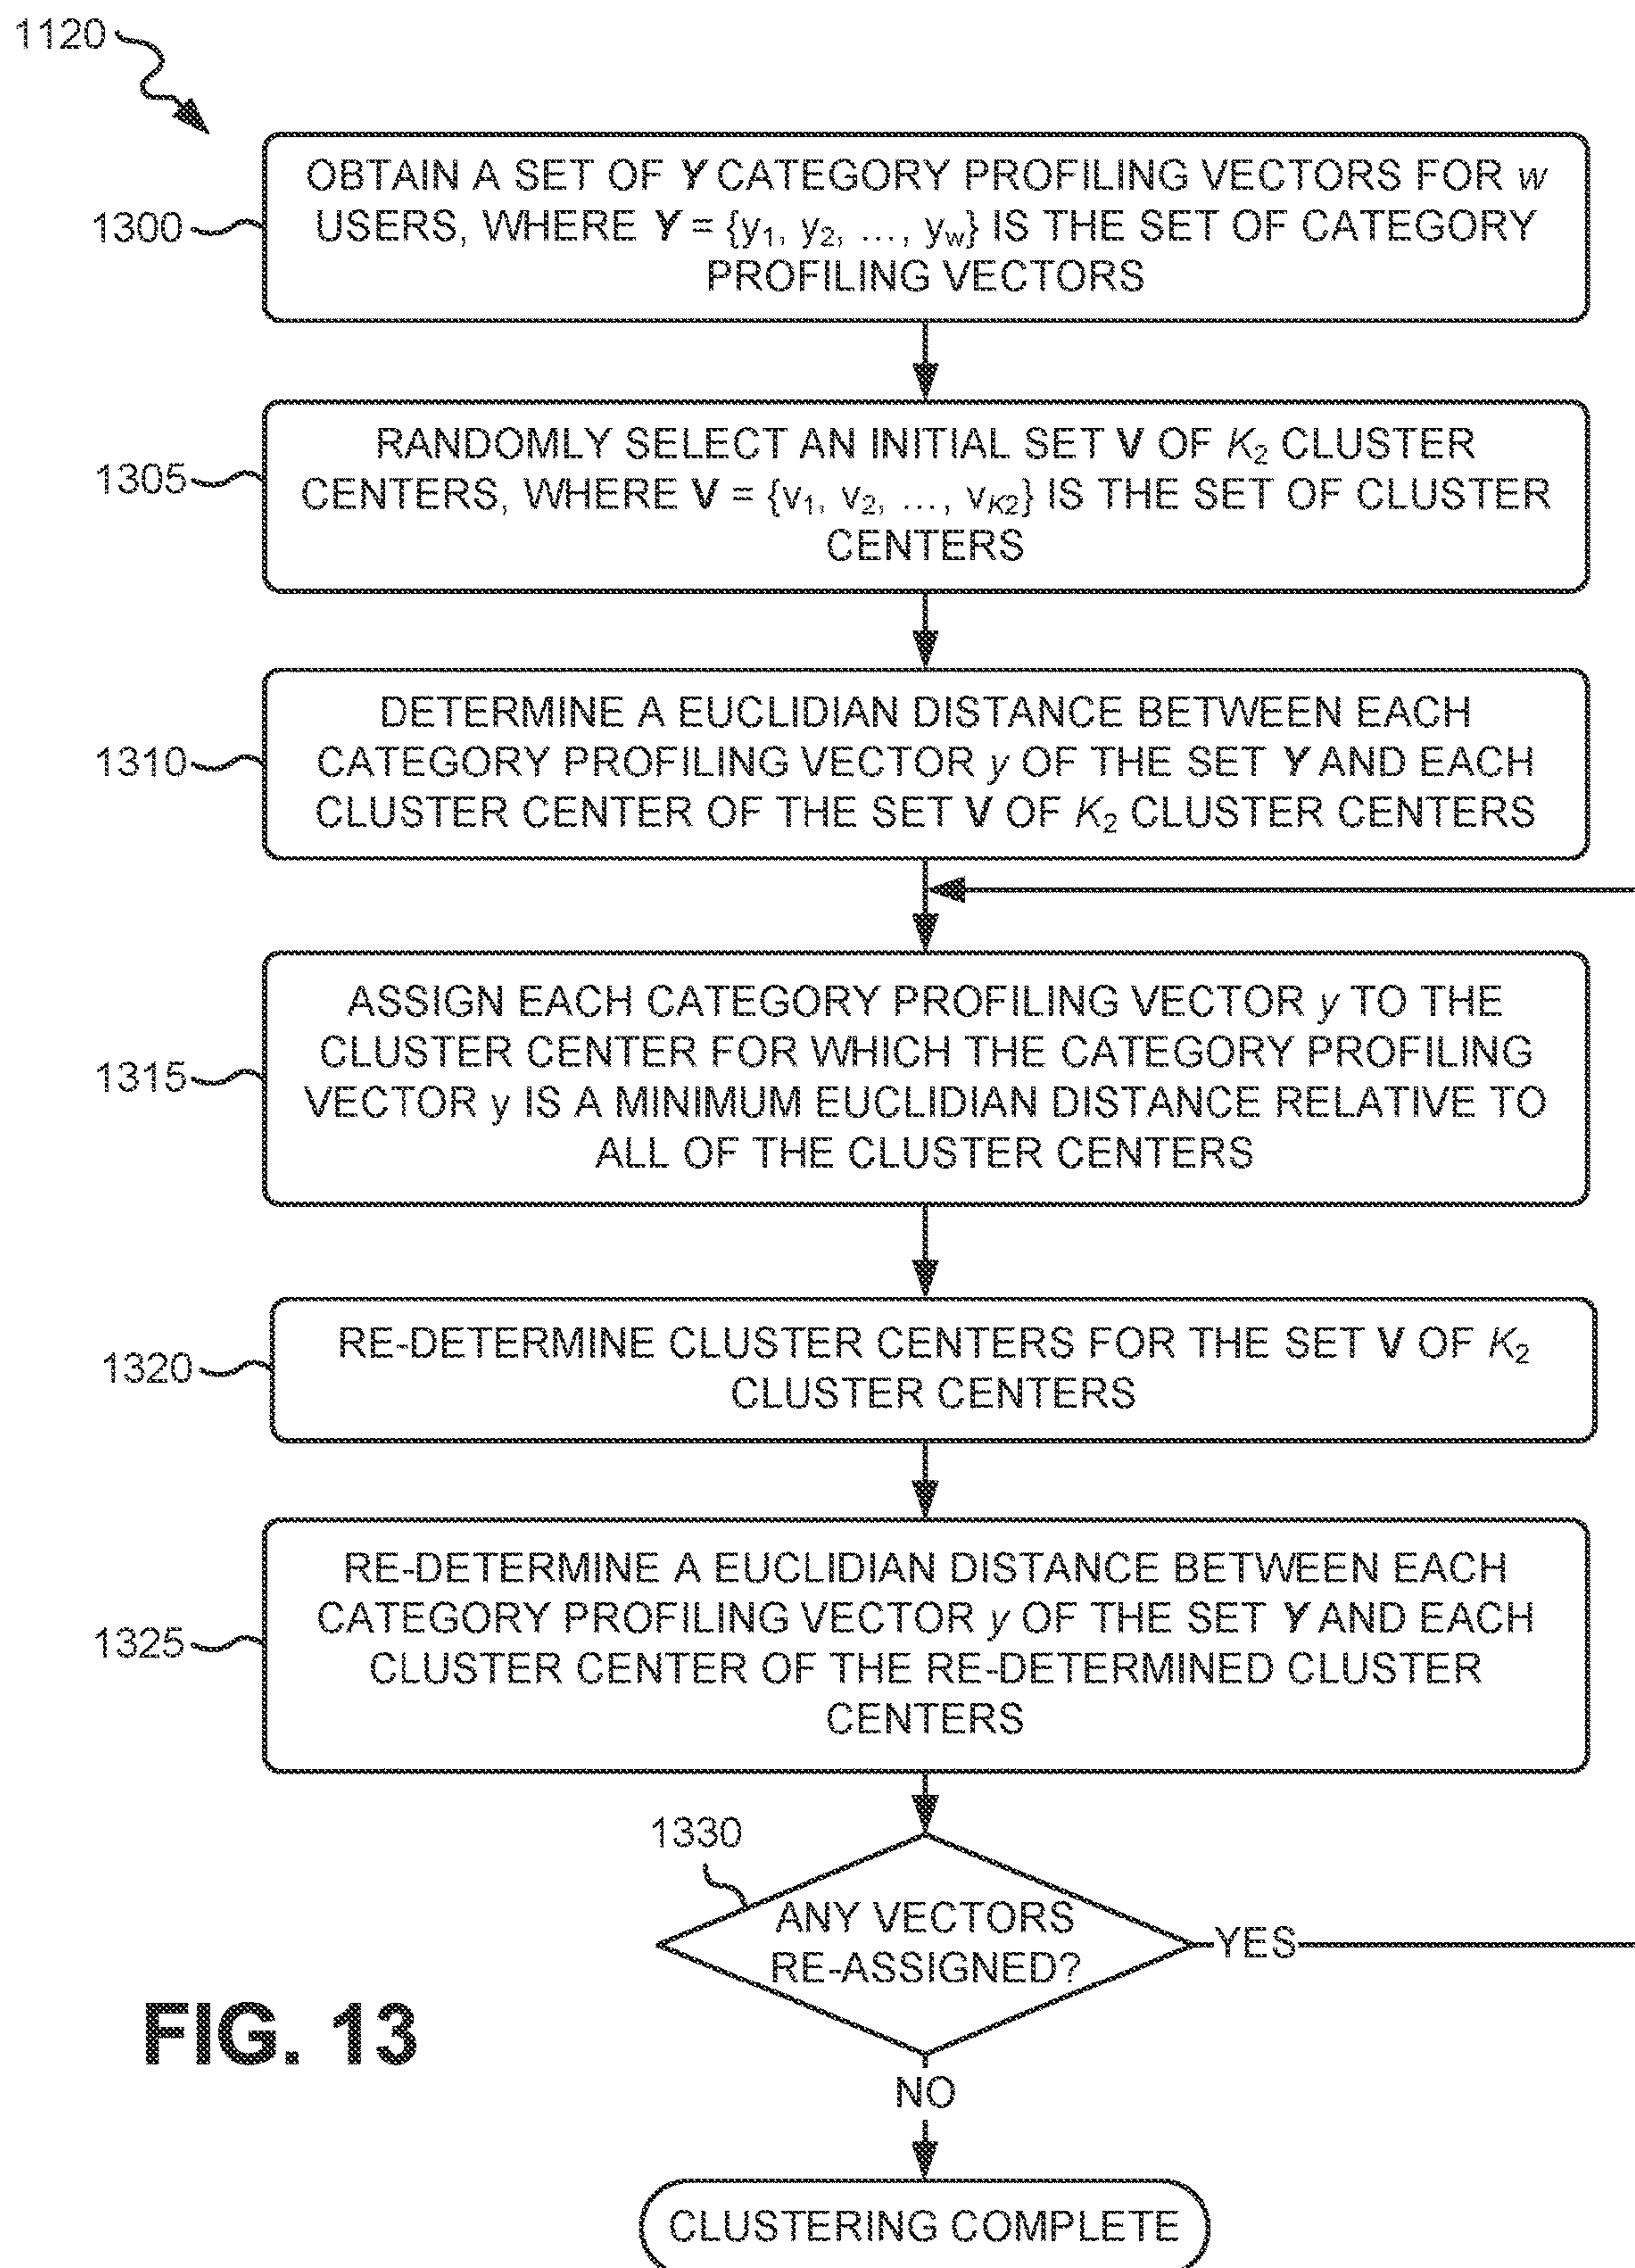 1120
1300
OBTAIN A SET OF Y CATEGORY PROFILING VECTORS FOR w
USERS, WHERE Y = {y₁, y₂, ..., y_w} IS THE SET OF CATEGORY
PROFILING VECTORS
1305
RANDOMLY SELECT AN INITIAL SET V OF K₂ CLUSTER
CENTERS, WHERE V = {v₁, v₂, ..., v_K2} IS THE SET OF CLUSTER
CENTERS
1310
DETERMINE A EUCLIDIAN DISTANCE BETWEEN EACH
CATEGORY PROFILING VECTOR y OF THE SET Y AND EACH
CLUSTER CENTER OF THE SET V OF K₂ CLUSTER CENTERS
1315
ASSIGN EACH CATEGORY PROFILING VECTOR y TO THE
CLUSTER CENTER FOR WHICH THE CATEGORY PROFILING
VECTOR y IS A MINIMUM EUCLIDIAN DISTANCE RELATIVE TO
ALL OF THE CLUSTER CENTERS
1320
RE-DETERMINE CLUSTER CENTERS FOR THE SET V OF K₂
CLUSTER CENTERS
1325
RE-DETERMINE A EUCLIDIAN DISTANCE BETWEEN EACH
CATEGORY PROFILING VECTOR y OF THE SET Y AND EACH
CLUSTER CENTER OF THE RE-DETERMINED CLUSTER
CENTERS
1330
ANY VECTORS
RE-ASSIGNED?
YES
NO
CLUSTERING COMPLETE
FIG. 13